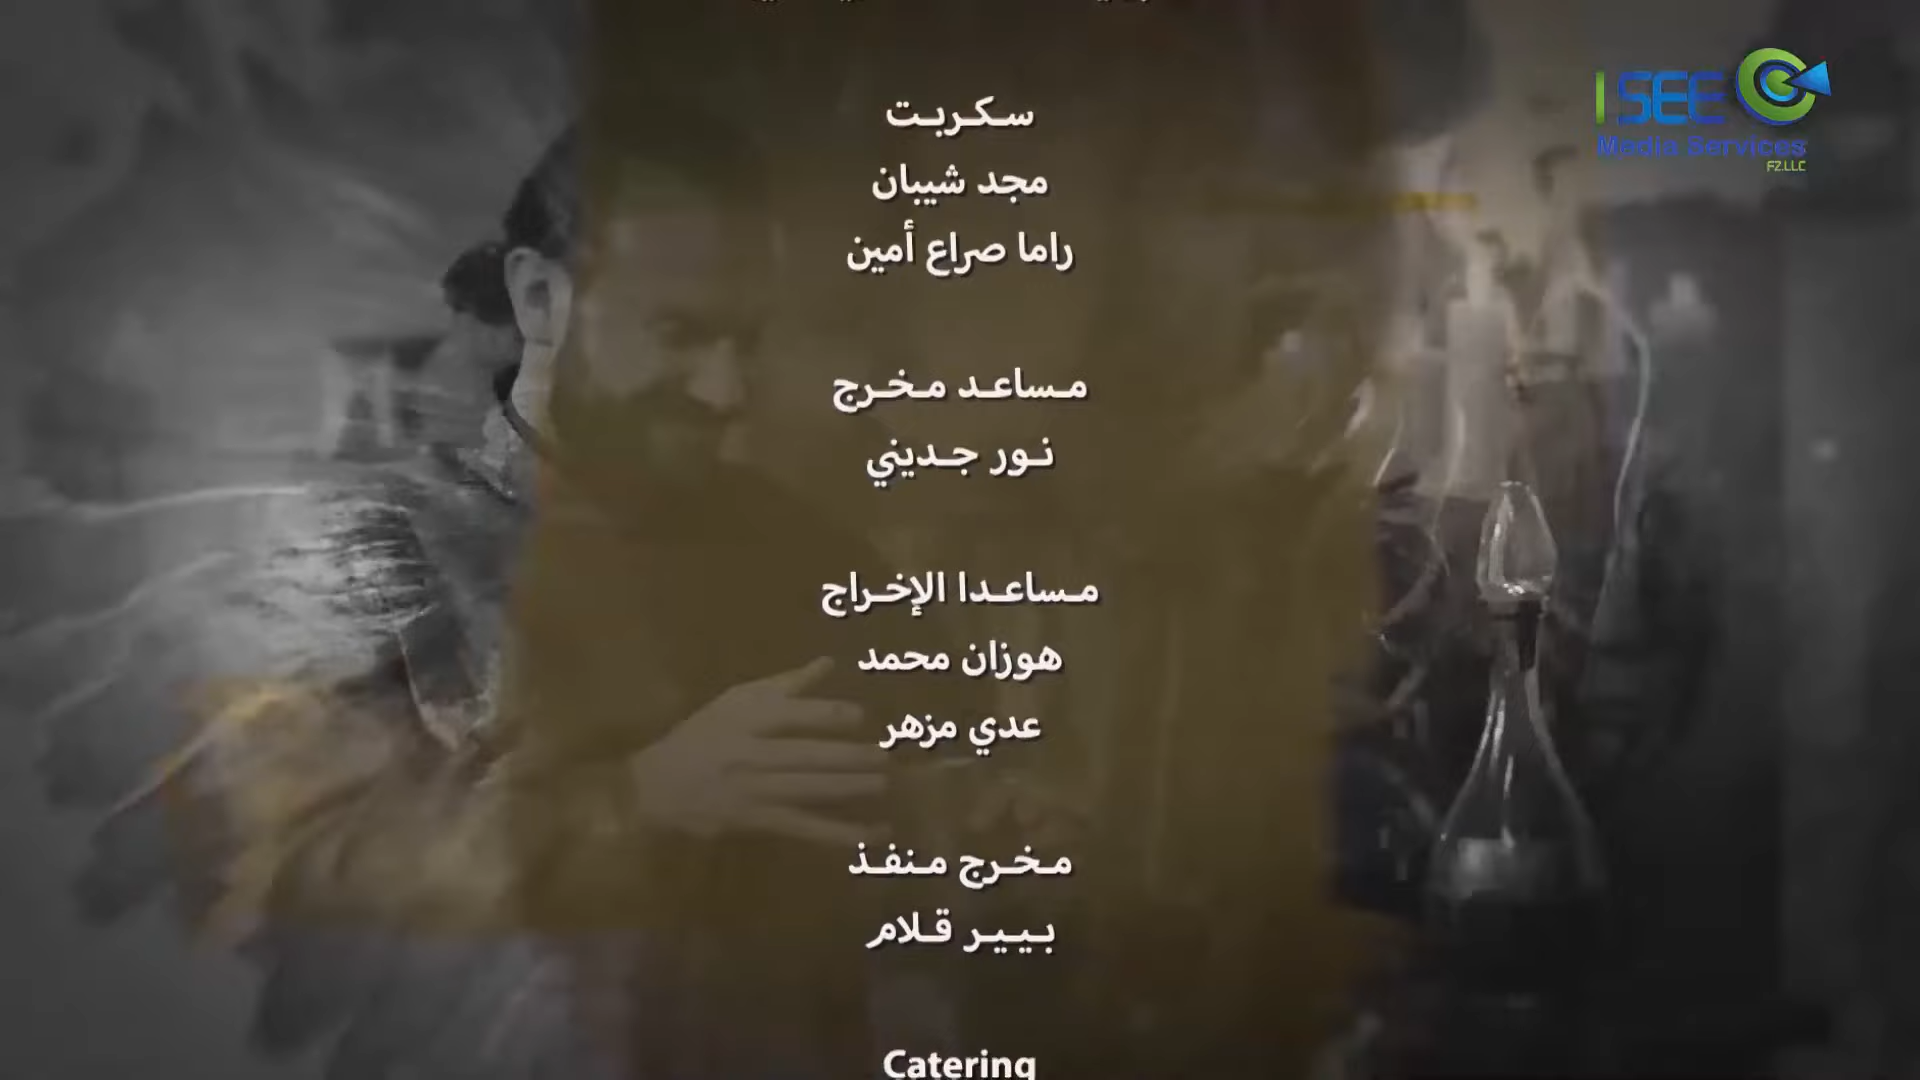 I SEE
Media Services
FZ.LLC
سكربت
مجد شيبان
راما صراع أمين
مساعد مخرج
نور جديني
مساعدا الإخراج
هوزان محمد
عدي مزهر
مخرج منفذ
بيير قلام
Catering